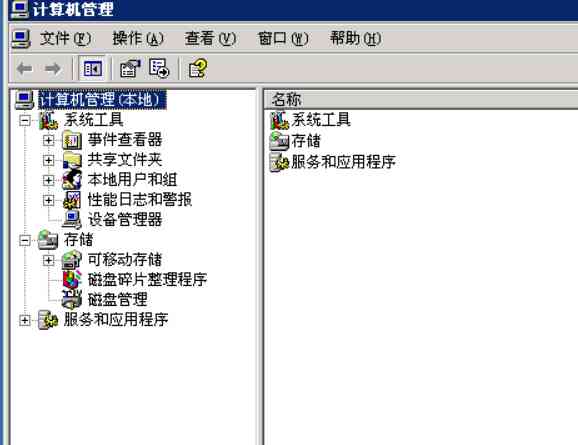 计算机管理
文件(F) 操作(A) 查看(V) 窗口(W) 帮助(H)
计算机管理(本地)
系统工具
事件查看器
共享文件夹
本地用户和组
性能日志和警报
设备管理器
存储
可移动存储
磁盘碎片整理程序
磁盘管理
服务和应用程序
名称
系统工具
存储
服务和应用程序